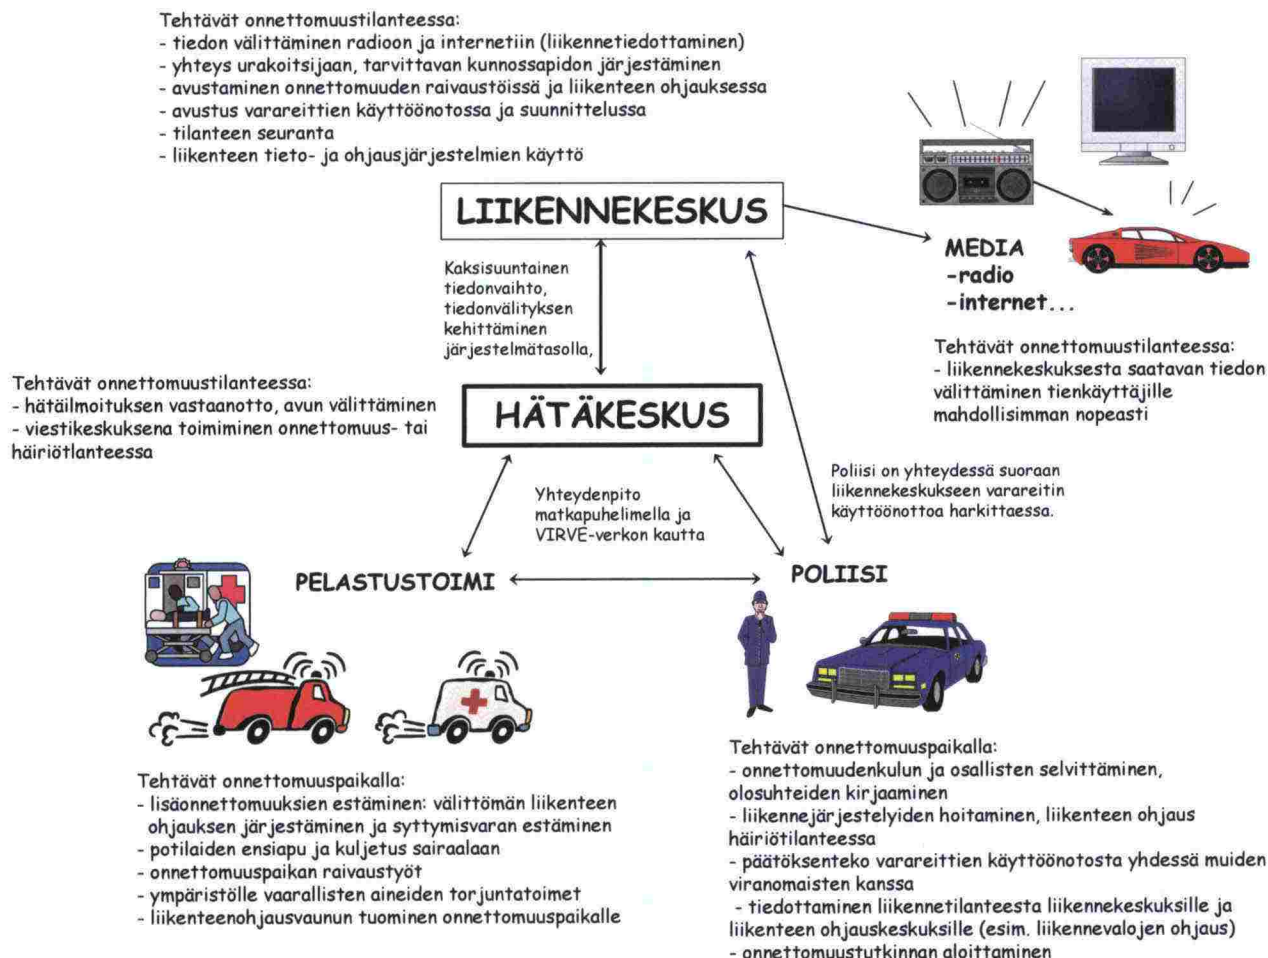 Tehtävät onnettomuustilanteessa:
- tiedon välittäminen radioon ja internetiin (liikennetiedottaminen)
- yhteys urakoitsijaan, tarvittavan kunnossapidon järjestäminen
- avustaminen onnettomuuden raivaustöissä ja liikenteen ohjauksessa
- avustus varareittien käyttöönotossa ja suunnittelussa
- tilanteen seuranta
- liikenteen tieto- ja ohjausjärjestelmien käyttö
LIIKENNEKESKUS
MEDIA
-radio
-internet...
Kaksisuuntainen
tiedonvaihto,
tiedonvälityksen
kehittäminen
järjestelmätasolla,
Tehtävät onnettomuustilanteessa:
- liikennekeskuksesta saatavan tiedon
välittäminen tienkäyttäjille
mahdollisimman nopeasti
Tehtävät onnettomuustilanteessa:
- hätäilmoituksen vastaanotto, avun välittäminen
- viestikeskuksena toimiminen onnettomuus- tai
häiriötlanteessa
HÄTÄKESKUS
Poliisi on yhteydessä suoraan
liikennekeskukseen varareitin
käyttöönottoa harkittaessa.
Yhteydenpito
matkapuhelimella ja
VIRVE-verkon kautta
PELASTUSTOIMI
POLIISI
Tehtävät onnettomuuspaikalla:
- lisäonnettomuuksien estäminen: välittömän liikenteen
ohjauksen järjestäminen ja syttymisvaran estäminen
- potilaiden ensiapu ja kuljetus sairaalaan
- onnettomuuspaikan raivaustyöt
- ympäristölle vaarallisten aineiden torjuntatoimet
- liikenteenohjausvaunun tuominen onnettomuuspaikalle
Tehtävät onnettomuuspaikalla:
- onnettomuudenkulun ja osallisten selvittäminen,
olosuhteiden kirjaaminen
- liikennejärjestelyiden hoitaminen, liikenteen ohjaus
häiriötilanteessa
- päätöksenteko varareittien käyttöönotosta yhdessä muiden
viranomaisten kanssa
- tiedottaminen liikennetilanteesta liikennekeskuksille ja
liikenteen ohjauskeskuksille (esim. liikennevalojen ohjaus)
- onnettomuustutkinnan aloittaminen